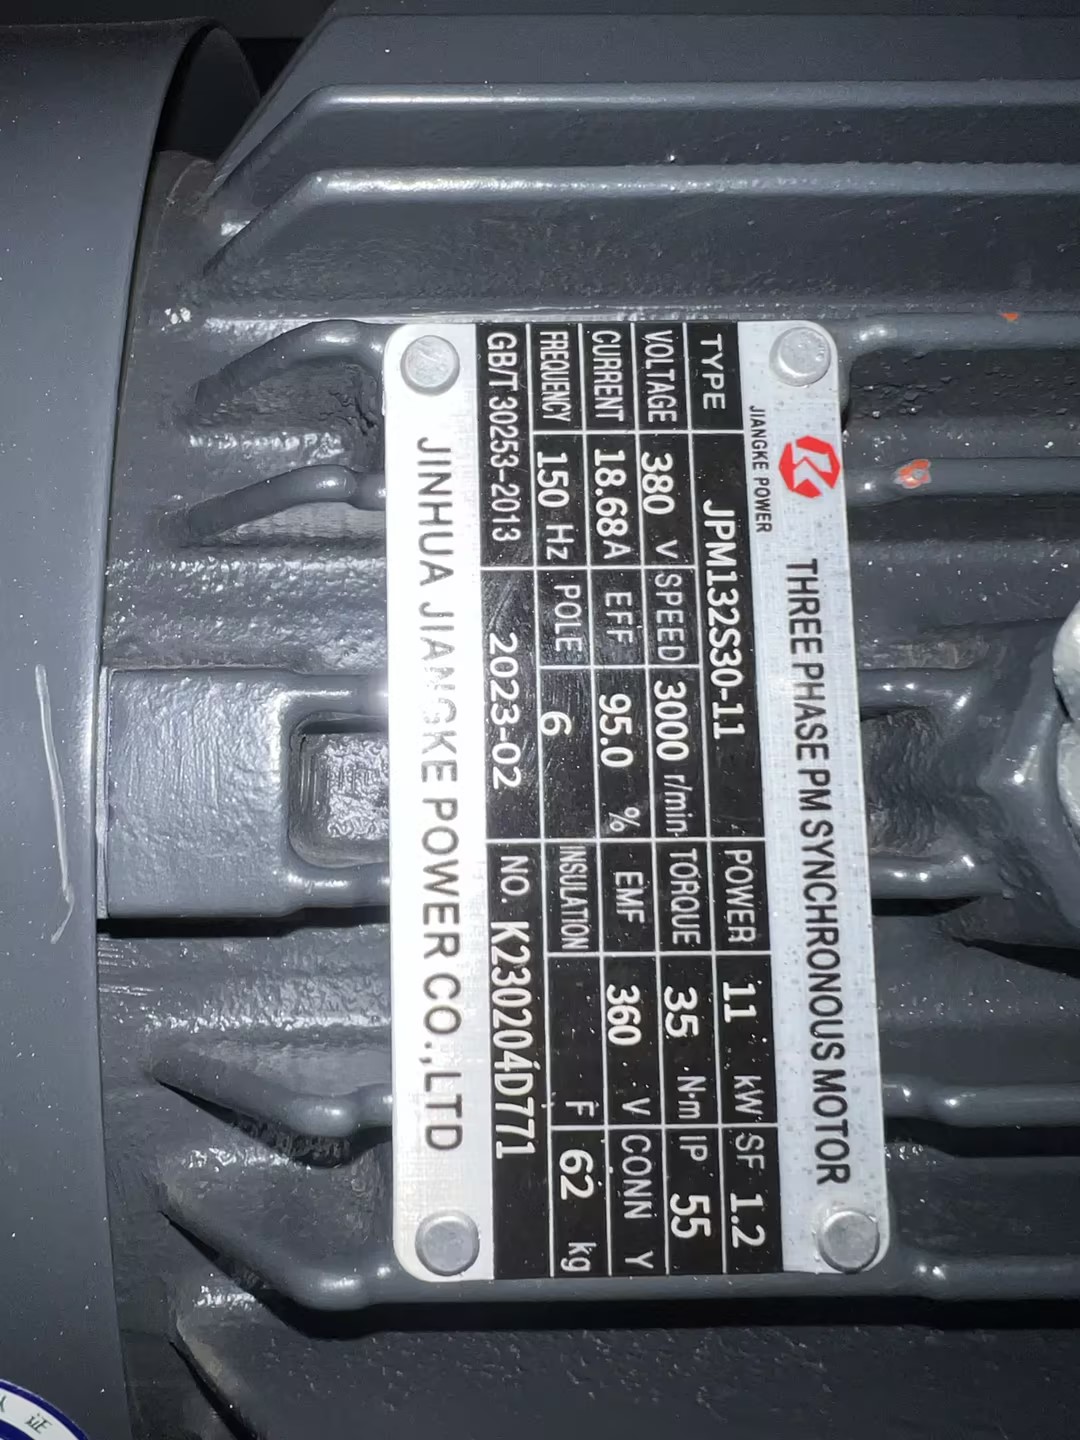 JIANGKE POWER
THREE PHASE PM SYNCHRONOUS MOTOR
TYPE JPM132S30-11 POWER 11 kW SF 1.2
VOLTAGE 380 V SPEED 3000 r/min TORQUE 35 N·m IP 55
CURRENT 18.68A EFF 95.0 % EMF 360 V CONN Y
FREQUENCY 150 Hz POLE 6 INSULATION F 62 kg
GB/T 30253-2013 2023-02 NO. K230204D771
JINHUA JIANGKE POWER CO.,LTD
证